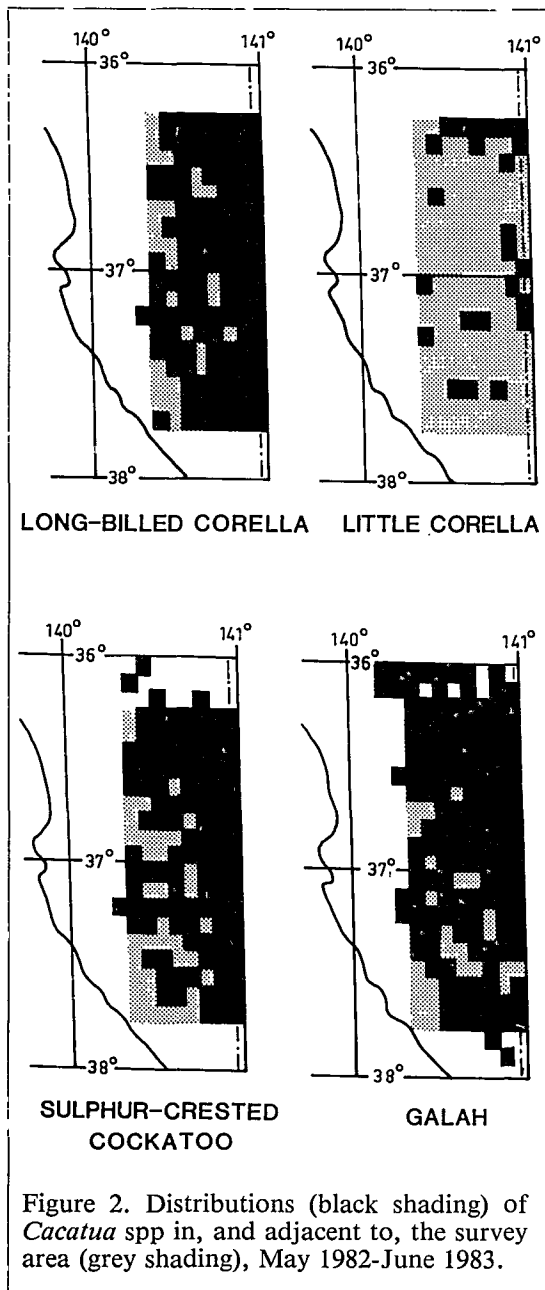 140°
141°
36°
37°
38°
LONG-BILLED CORELLA
140°
141°
36°
37°
38°
LITTLE CORELLA
140°
141°
36°
37°
38°
SULPHUR-CRESTED
COCKATOO
140°
141°
36°
37°
38°
GALAH
Figure 2. Distributions (black shading) of
Cacatua spp in, and adjacent to, the survey
area (grey shading), May 1982-June 1983.